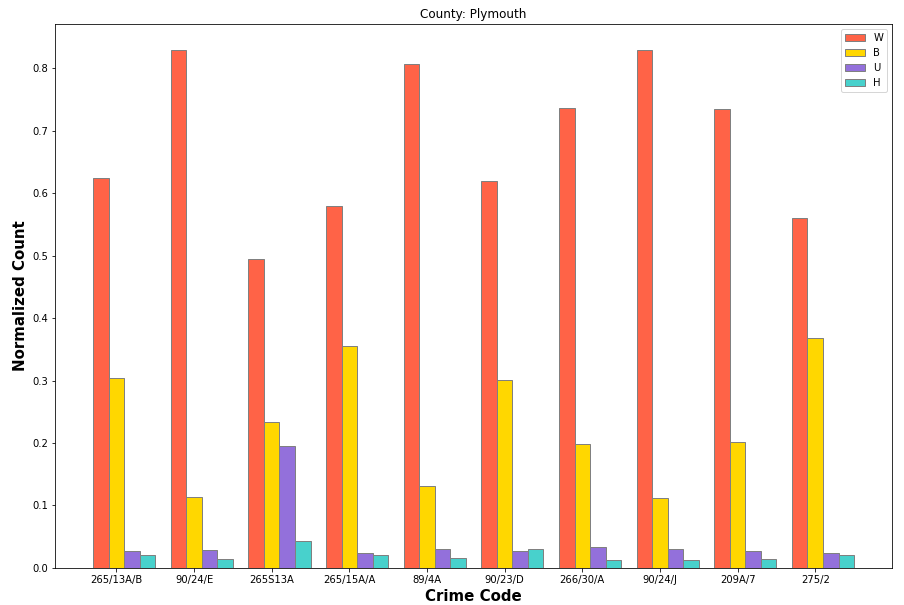 County: Plymouth
W
B
U
H
0.8
0.7
0.6
0.5
0.4
0.3
0.2
0.1
0.0
Normalized Count
265/13A/B 90/24/E 265S13A 265/15A/A 89/4A 90/23/D 266/30/A 90/24/J 209A/7 275/2
Crime Code